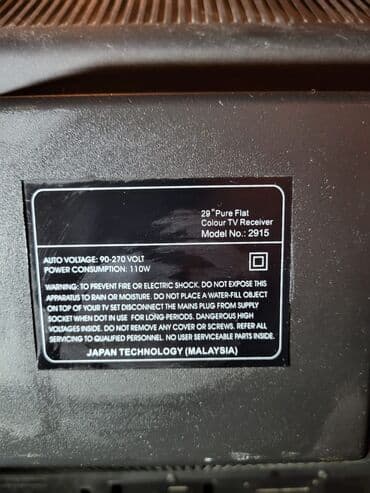 29"Pure Flat
Colour TV Receiver
Model No.: 2915
AUTO VOLTAGE: 90-270 VOLT
POWER CONSUMPTION: 110W
WARNING: TO PREVENT FIRE OR ELECTRIC SHOCK. DO NOT EXPOSE THIS
APPARATUS TO RAIN OR MOISTURE. DO NOT PLACE A WATER-FILL OBJECT
ON TOP OF YOUR TV SET DISCONNECT THE MAINS PLUG FROM SUPPLY
SOCKET WHEN DOT IN USE FOR LONG-PERIODS. DANGEROUS HIGH
VOLTAGES INSIDE. DO NOT REMOVE ANY COVER OR SCREWS. REFER ALL
SERVICING TO QUALIFIED PERSONNEL. NO USER SERVICEABLE PARTS INSIDE.
JAPAN TECHNOLOGY (MALAYSIA)